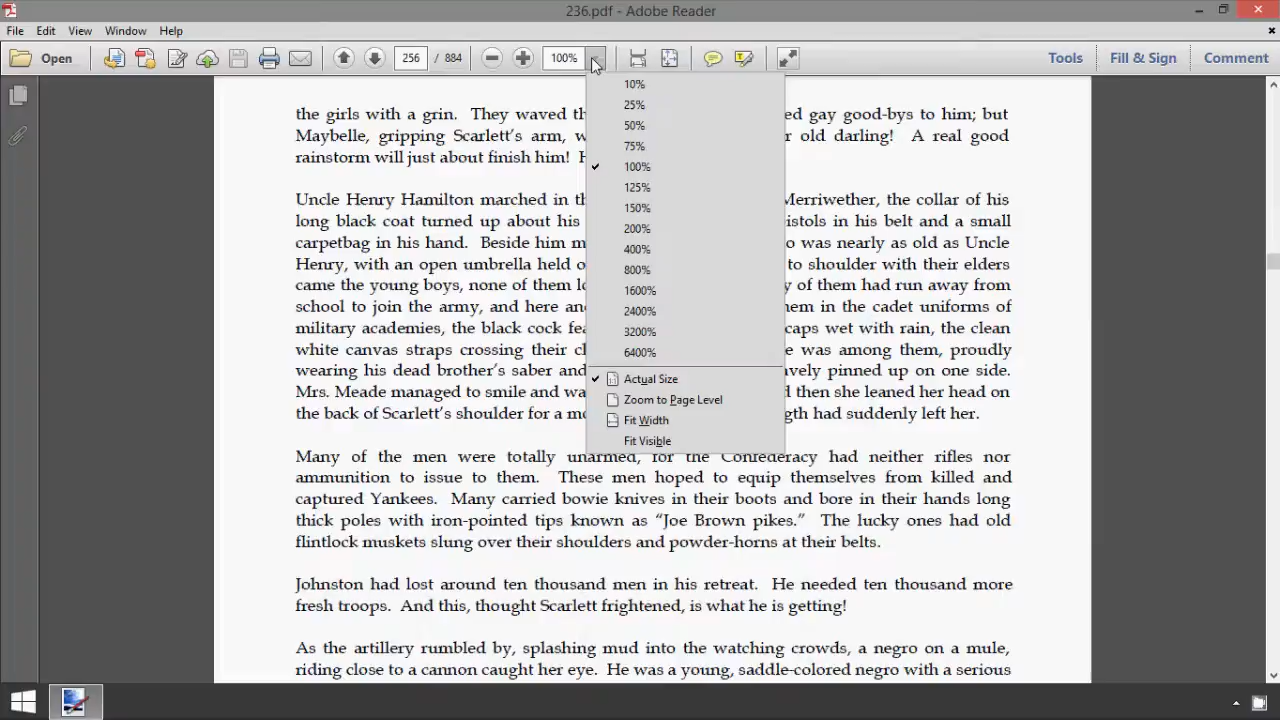 236.pdf - Adobe Reader
File Edit View Window Help
Open 256 / 884 100% Tools Fill & Sign Comment
10%
25%
50%
75%
100%
125%
150%
200%
400%
800%
1600%
2400%
3200%
6400%
Actual Size
Zoom to Page Level
Fit Width
Fit Visible
the girls with a grin. They waved th ed gay good-bys to him; but
Maybelle, gripping Scarlett's arm, w r old darling! A real good
rainstorm will just about finish him! H
Uncle Henry Hamilton marched in th Merriwether, the collar of his
long black coat turned up about his istols in his belt and a small
carpetbag in his hand. Beside him m o was nearly as old as Uncle
Henry, with an open umbrella held o to shoulder with their elders
came the young boys, none of them lo y of them had run away from
school to join the army, and here an hem in the cadet uniforms of
military academies, the black cock fea caps wet with rain, the clean
white canvas straps crossing their ch e was among them, proudly
wearing his dead brother's saber and avely pinned up on one side.
Mrs. Meade managed to smile and wa d then she leaned her head on
the back of Scarlett's shoulder for a mo ngth had suddenly left her.
Many of the men were totally unarmed, for the Confederacy had neither rifles nor
ammunition to issue to them. These men hoped to equip themselves from killed and
captured Yankees. Many carried bowie knives in their boots and bore in their hands long
thick poles with iron-pointed tips known as “Joe Brown pikes.” The lucky ones had old
flintlock muskets slung over their shoulders and powder-horns at their belts.
Johnston had lost around ten thousand men in his retreat. He needed ten thousand more
fresh troops. And this, thought Scarlett frightened, is what he is getting!
As the artillery rumbled by, splashing mud into the watching crowds, a negro on a mule,
riding close to a cannon caught her eye. He was a young, saddle-colored negro with a serious